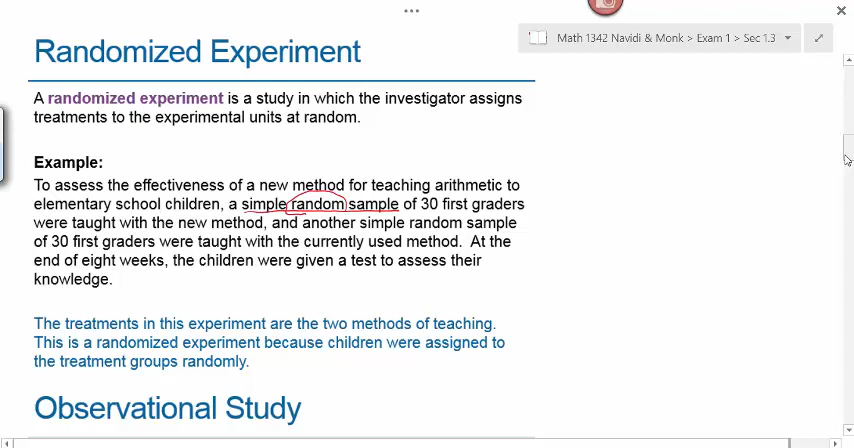 Randomized Experiment
Math 1342 Navidi & Monk > Exam 1 > Sec 1.3
A randomized experiment is a study in which the investigator assigns
treatments to the experimental units at random.
Example:
To assess the effectiveness of a new method for teaching arithmetic to
elementary school children, a simple random sample of 30 first graders
were taught with the new method, and another simple random sample
of 30 first graders were taught with the currently used method.  At the
end of eight weeks, the children were given a test to assess their
knowledge.
The treatments in this experiment are the two methods of teaching.
This is a randomized experiment because children were assigned to
the treatment groups randomly.
Observational Study